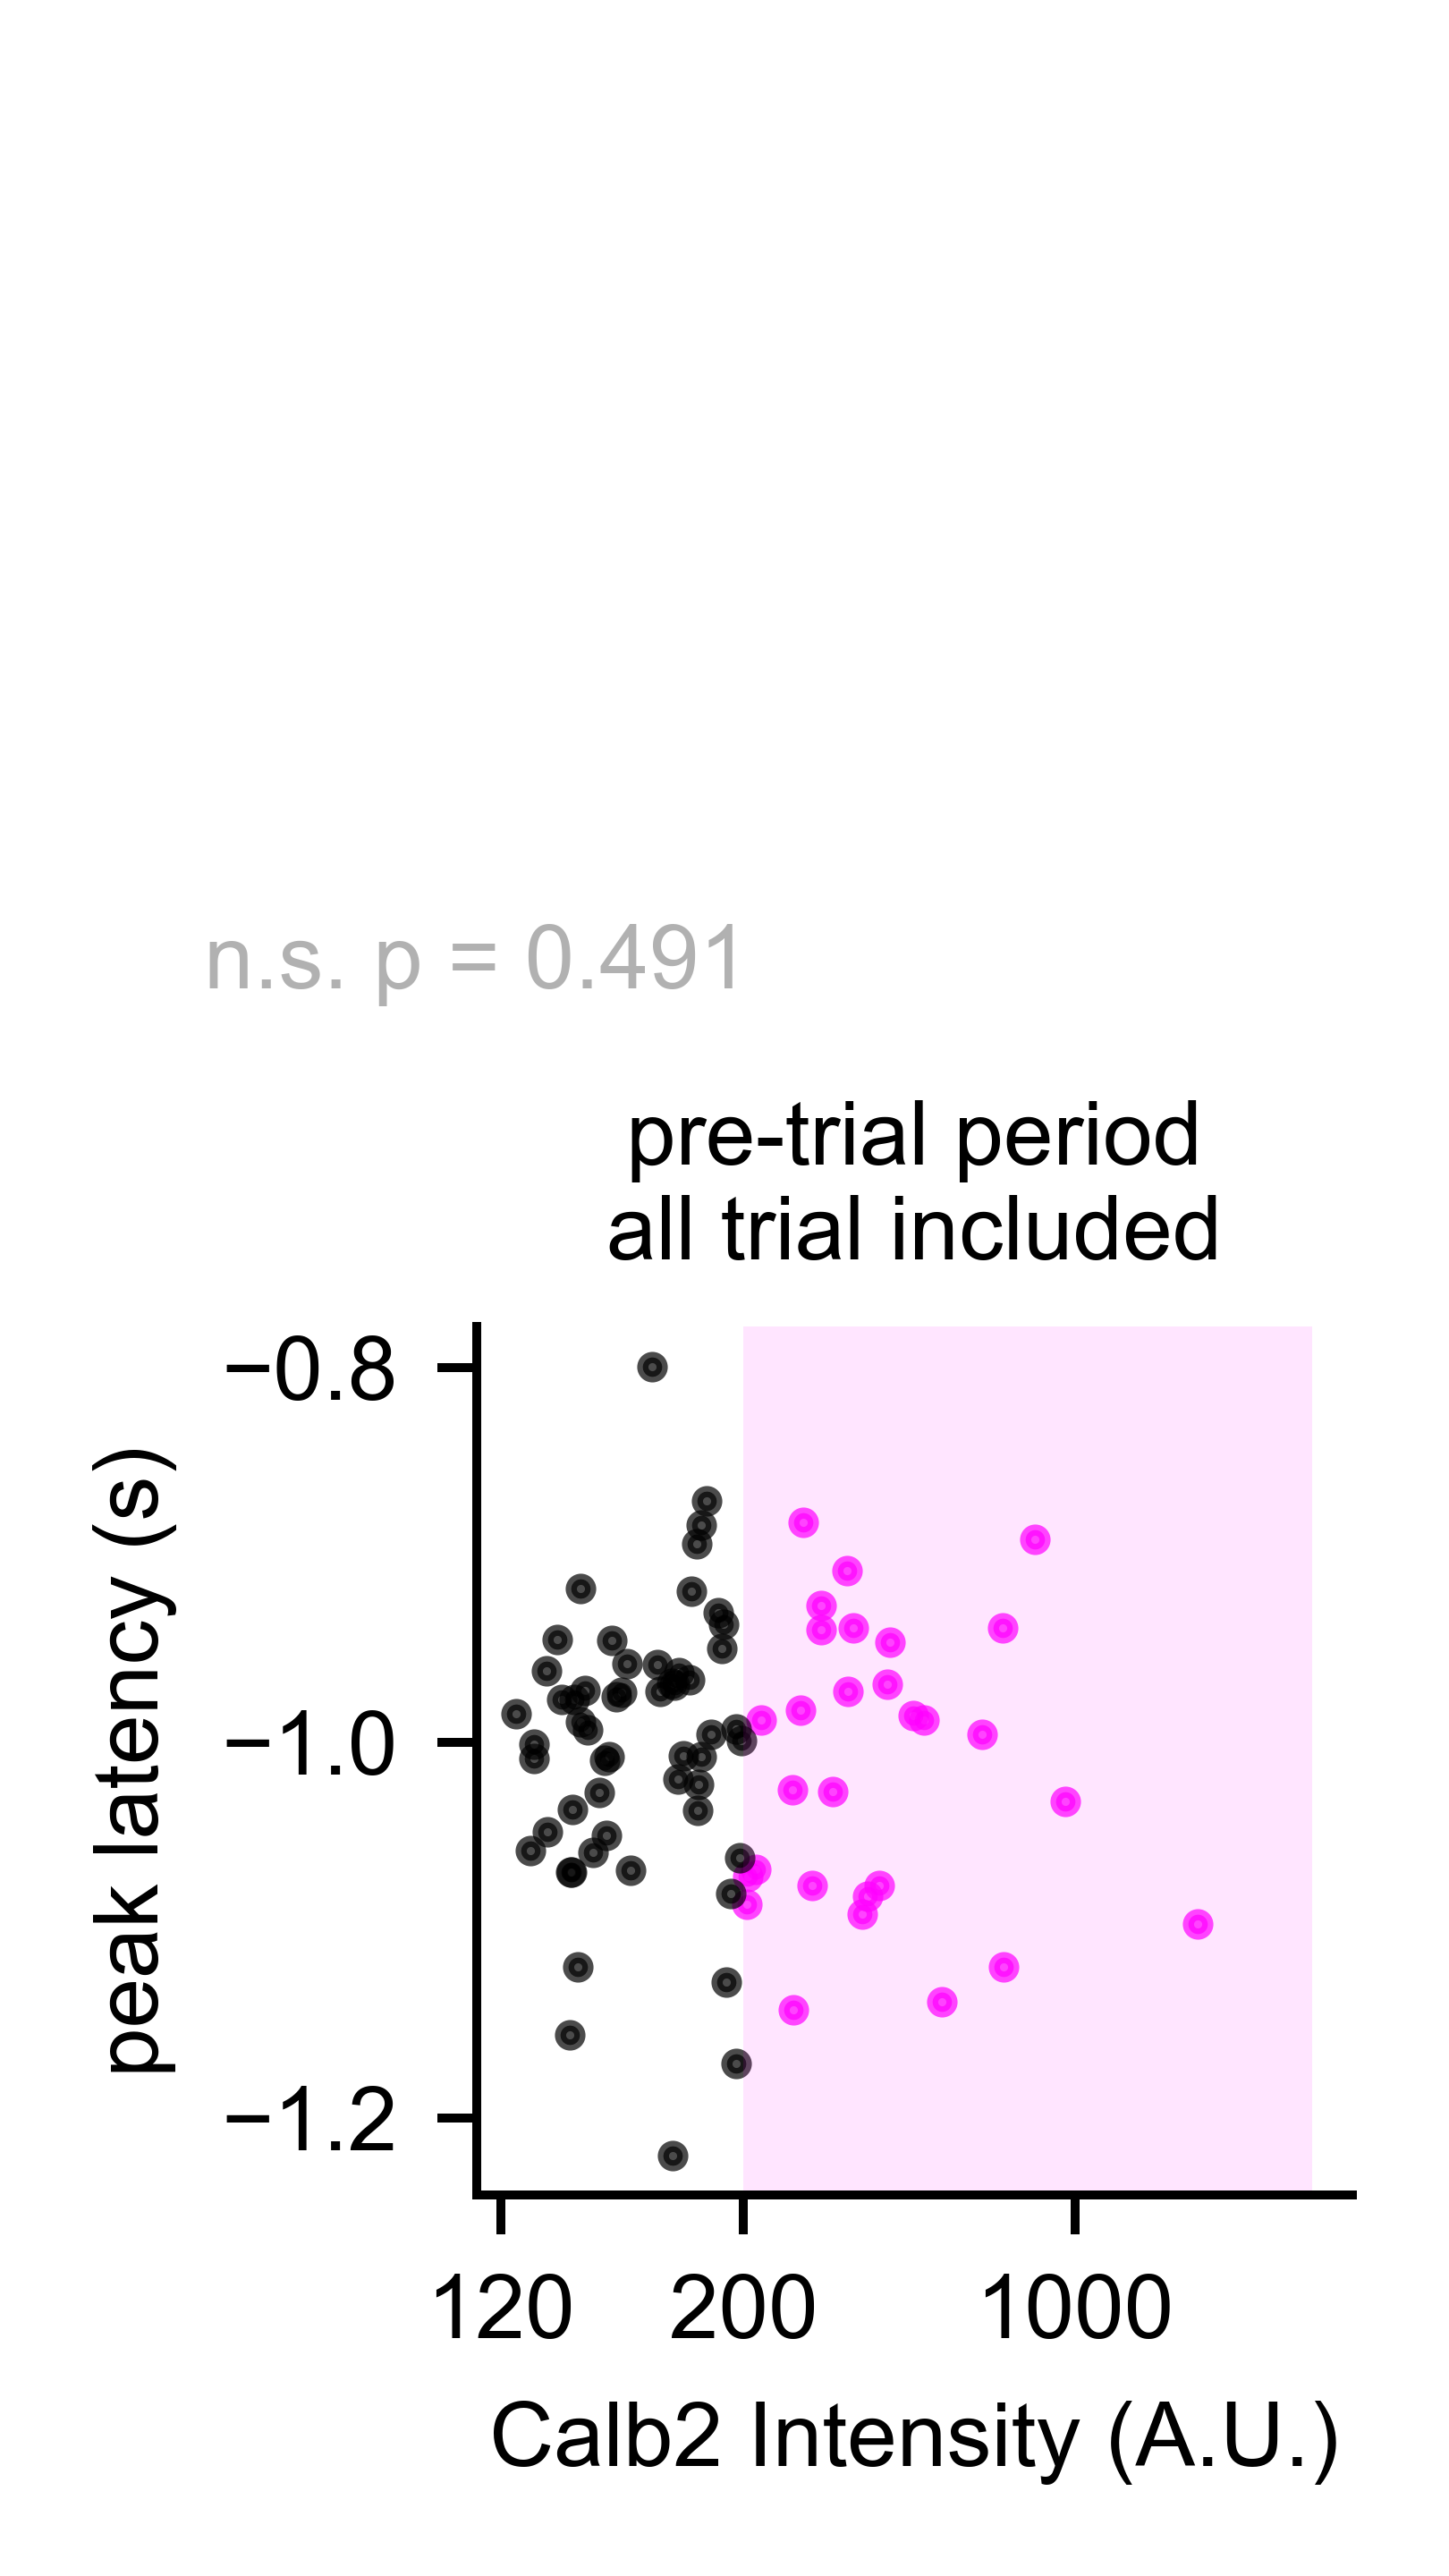 n.s. p = 0.491
pre-trial period
all trial included
−0.8
−1.0
−1.2
peak latency (s)
120 200 1000
Calb2 Intensity (A.U.)